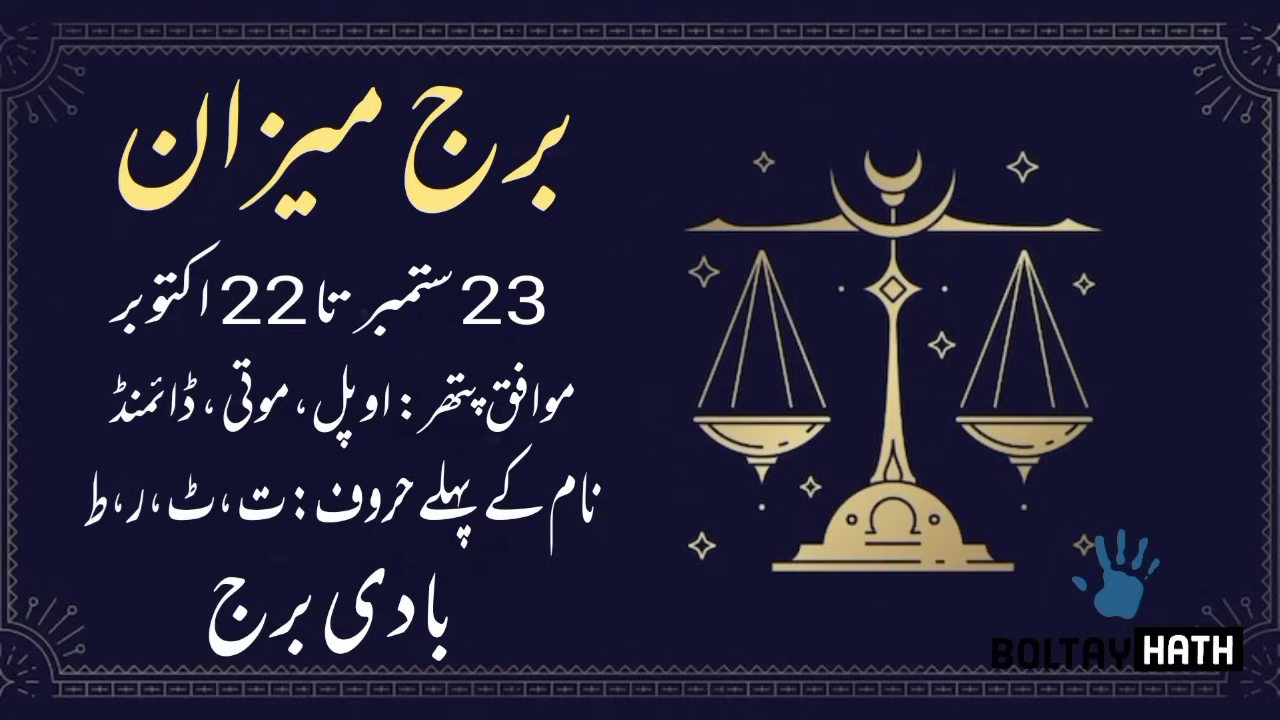 برج میزان
23 ستمبر تا 22 اکتوبر
موافق پتھر : اوپل ، موتی ، ڈائمنڈ
نام کے پہلے حروف : ت ، ٹ ، ر ، ط
بادی برج
BOLTAY HATH